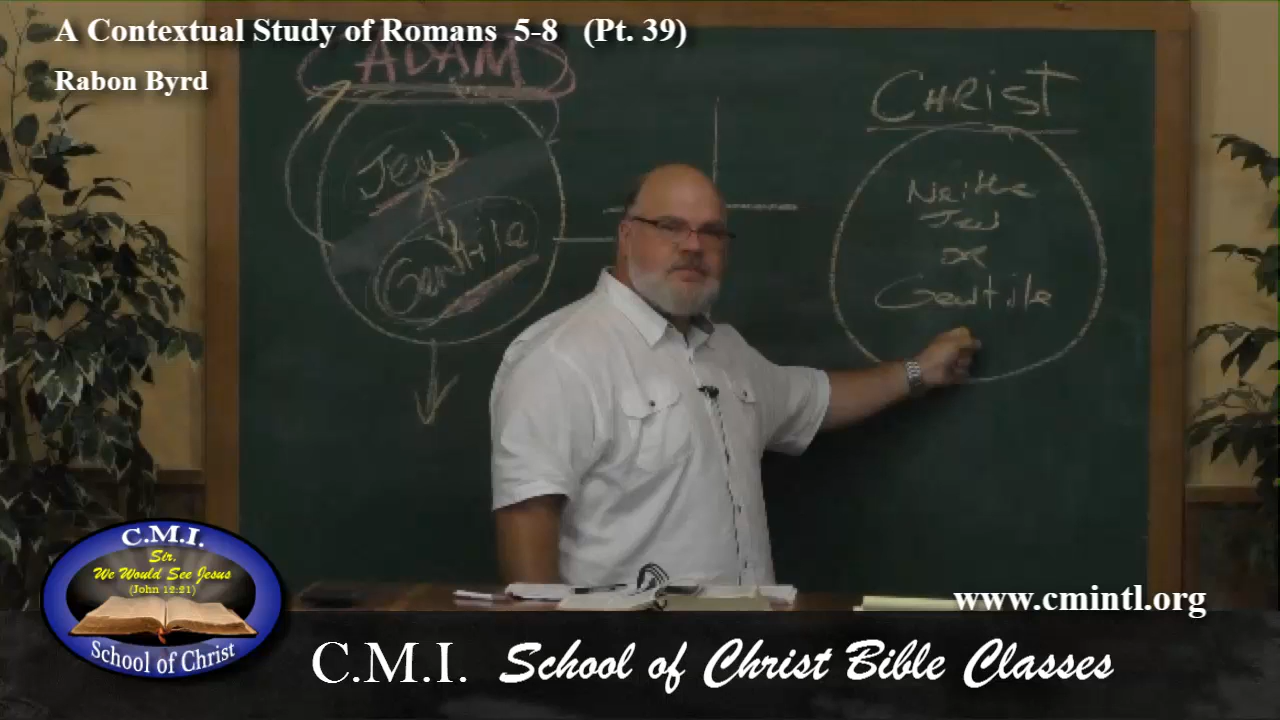 A Contextual Study of Romans 5-8 (Pt. 39)
Rabon Byrd
ADAM
Jew
Gentile
CHRIST
Neither
Jew
or
Gentile
C.M.I.
Sir,
We Would See Jesus
(John 12:21)
School of Christ
www.cmintl.org
C.M.I. School of Christ Bible Classes